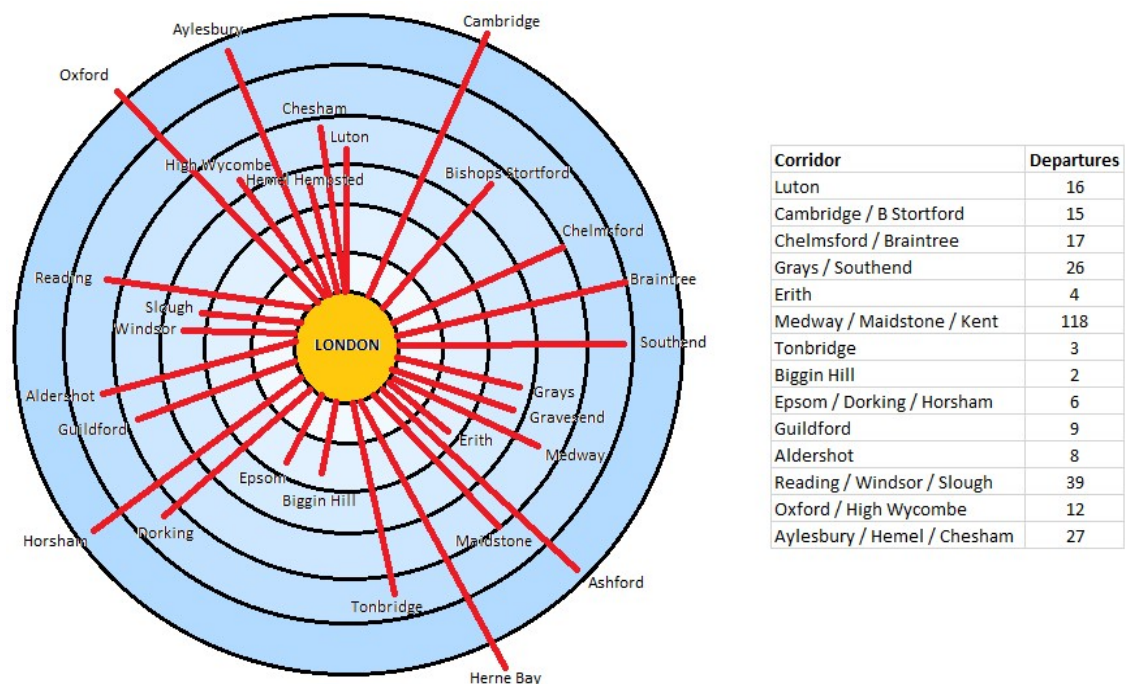 Cambridge
Aylesbury
Oxford
Chesham
Luton
High Wycombe
Hemel Hempsted
Bishops Stortford
Chelmsford
Reading
Braintree
Slough
Windsor
LONDON
Southend
Aldershot
Grays
Guildford
Gravesend
Erith
Medway
Epsom
Biggin Hill
Dorking
Horsham
Maidstone
Ashford
Tonbridge
Herne Bay
Corridor Departures
Luton 16
Cambridge / B Stortford 15
Chelmsford / Braintree 17
Grays / Southend 26
Erith 4
Medway / Maidstone / Kent 118
Tonbridge 3
Biggin Hill 2
Epsom / Dorking / Horsham 6
Guildford 9
Aldershot 8
Reading / Windsor / Slough 39
Oxford / High Wycombe 12
Aylesbury / Hemel / Chesham 27